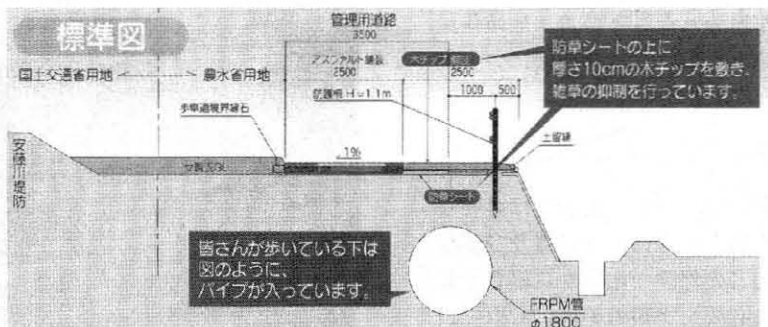 標準図
管理用道路
3500
アスファルト舗装
2500
木チップ舗装
2500
1000
500
防草シートの上に
厚さ10cmの木チップを敷き、
雑草の抑制を行っています。
国土交通省用地
農水省用地
防護柵 H=1.1m
歩車道境界縁石
土留縁
1%
安藤川堤防
防草シート
皆さんが歩いている下は
図のように、
パイプが入っています。
FRPM管
φ1800